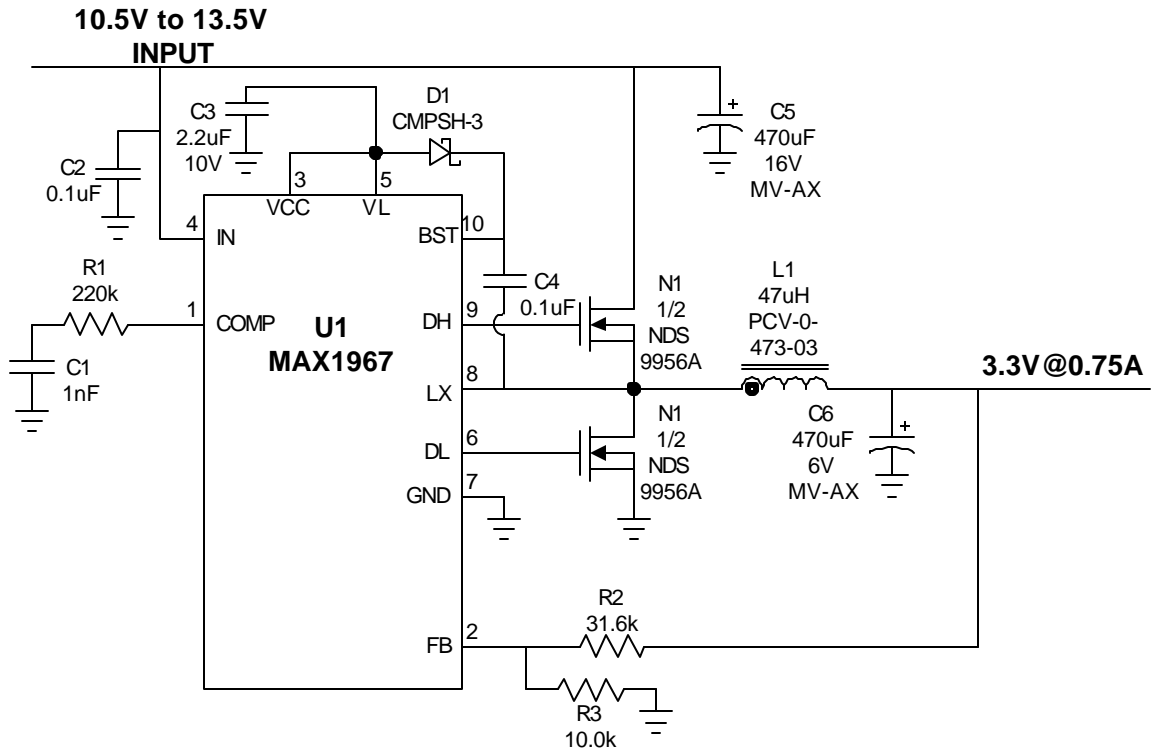 10.5V to 13.5V
INPUT
C3
2.2uF
10V
D1
CMPSH-3
C5
470uF
16V
MV-AX
C2
0.1uF
3
5
VCC
VL
4
IN
BST
10
R1
220k
C4
0.1uF
N1
1/2
NDS
9956A
L1
47uH
PCV-0-
473-03
1
COMP
U1
MAX1967
DH
9
C1
1nF
LX
8
3.3V@0.75A
DL
6
N1
1/2
NDS
9956A
C6
470uF
6V
MV-AX
GND
7
R2
31.6k
FB
2
R3
10.0k